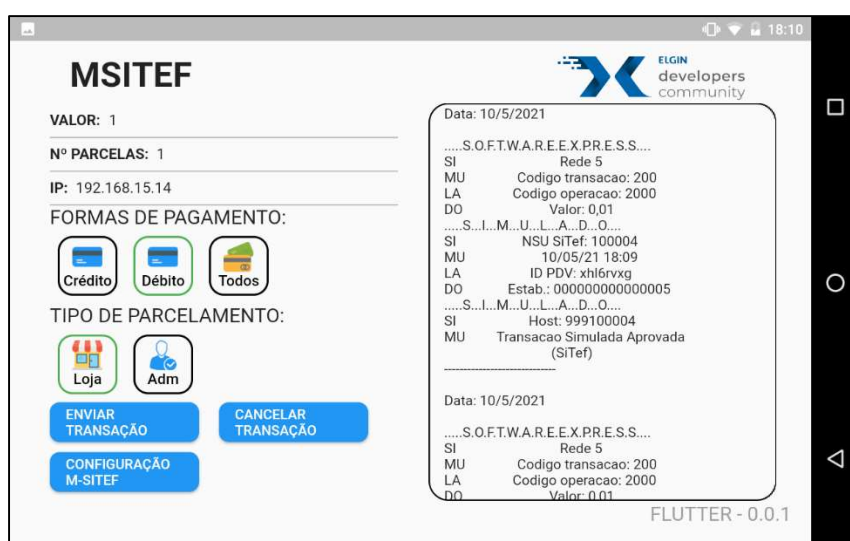 18:10
MSITEF
ELGIN
developers
community
VALOR: 1
Nº PARCELAS: 1
IP: 192.168.15.14
FORMAS DE PAGAMENTO:
Crédito
Débito
Todos
TIPO DE PARCELAMENTO:
Loja
Adm
ENVIAR
TRANSAÇÃO
CANCELAR
TRANSAÇÃO
CONFIGURAÇÃO
M-SITEF
Data: 10/5/2021
.....S.O.F.T.W.A.R.E.E.X.P.R.E.S.S....
SI Rede 5
MU Codigo transacao: 200
LA Codigo operacao: 2000
DO Valor: 0,01
.....S...I...M...U...L...A...D...O....
SI NSU SiTef: 100004
MU 10/05/21 18:09
LA ID PDV: xhl6rvxg
DO Estab.: 000000000000005
.....S...I...M...U...L...A...D...O....
SI Host: 999100004
MU Transacao Simulada Aprovada
(SiTef)
----------------------------
Data: 10/5/2021
.....S.O.F.T.W.A.R.E.E.X.P.R.E.S.S....
SI Rede 5
MU Codigo transacao: 200
LA Codigo operacao: 2000
DO Valor: 0,01
FLUTTER - 0.0.1